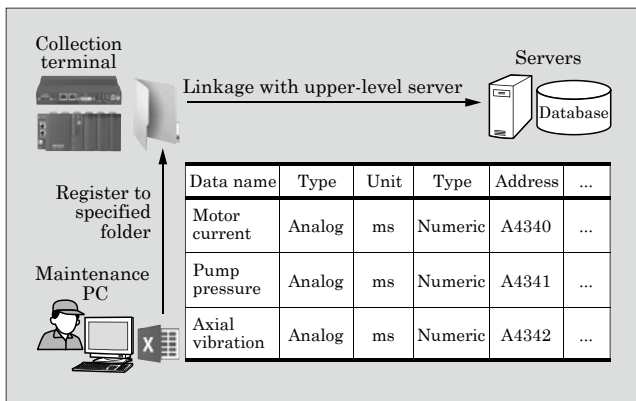 Collection
terminal
Linkage with upper-level server
Servers
Database
Register to
specified
folder
Maintenance
PC
X
Data name Type Unit Type Address ...
Motor
current Analog ms Numeric A4340 ...
Pump
pressure Analog ms Numeric A4341 ...
Axial
vibration Analog ms Numeric A4342 ...